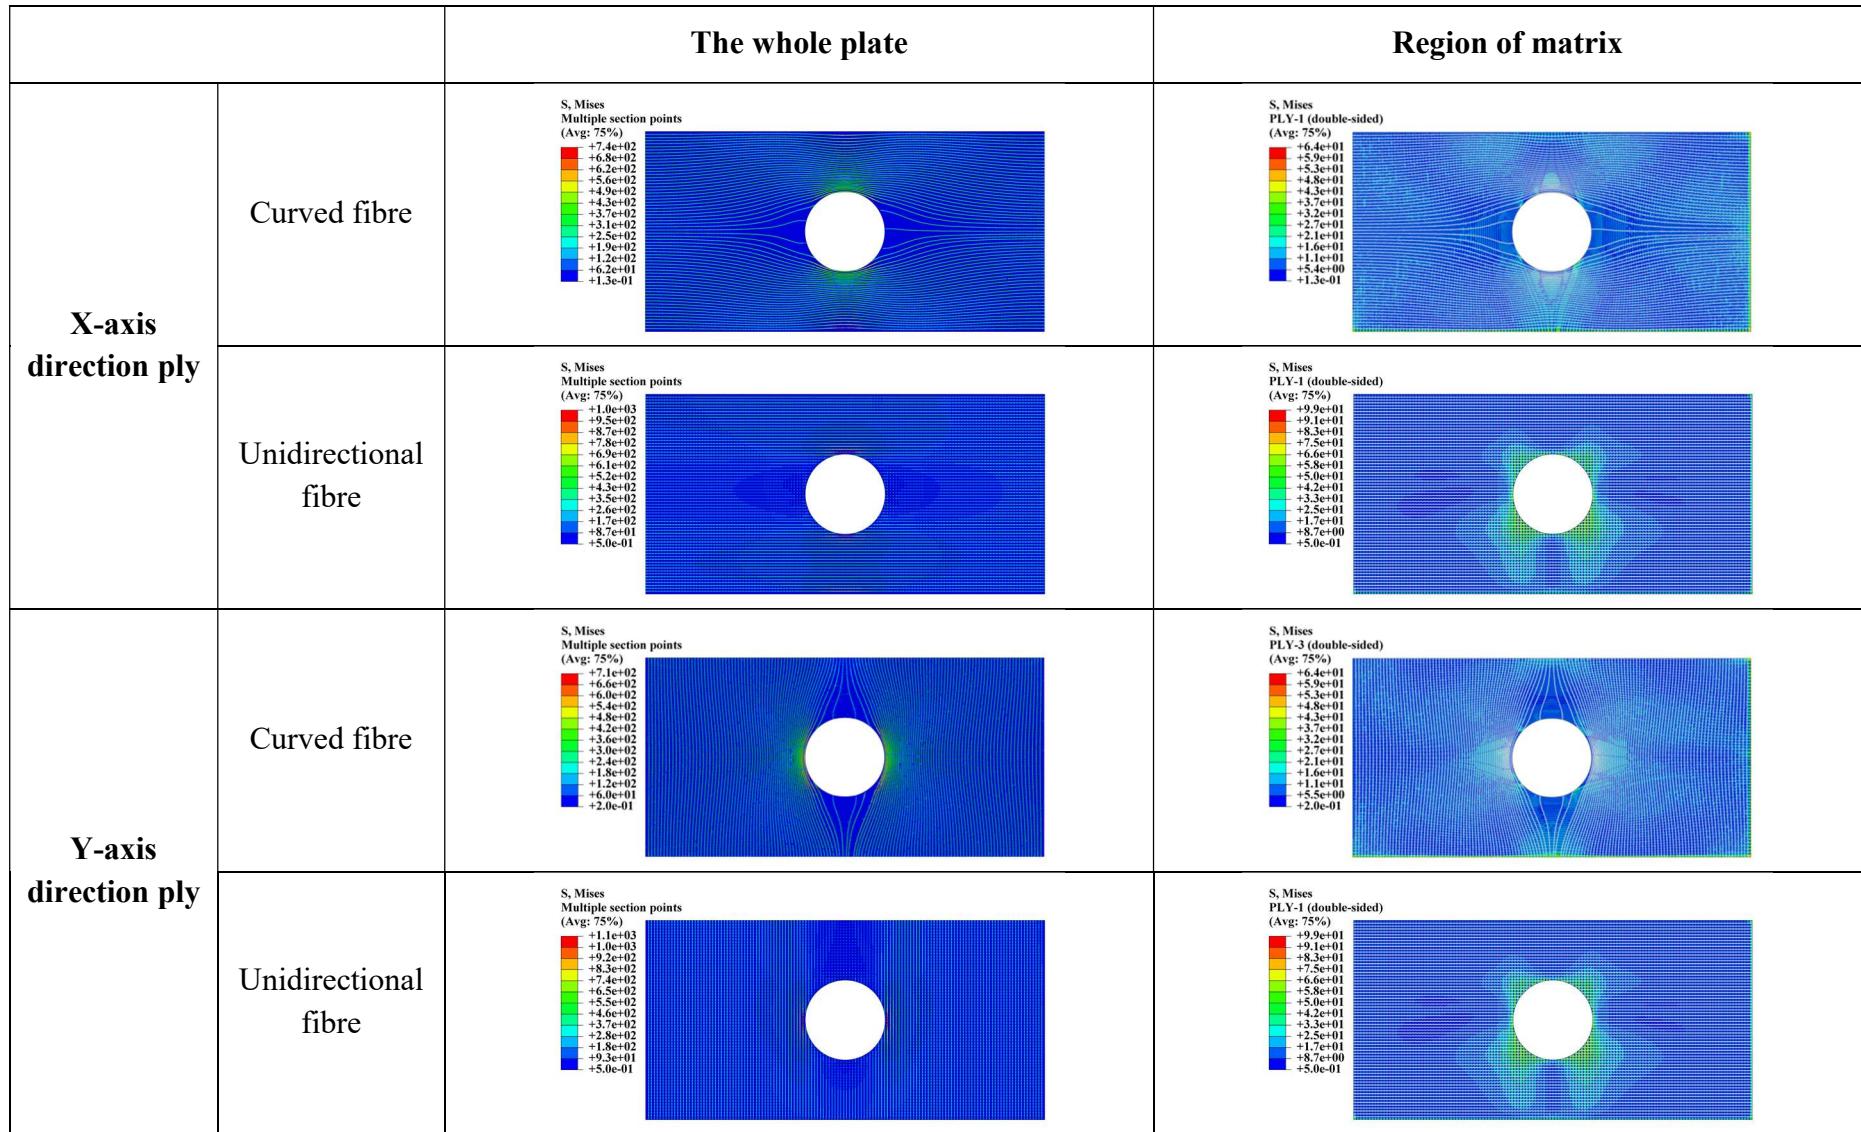 The whole plate
Region of matrix
X-axis
direction ply
Curved fibre
S, Mises
Multiple section points
(Avg: 75%)
+7.4e+02
+6.8e+02
+6.2e+02
+5.6e+02
+4.9e+02
+4.3e+02
+3.7e+02
+3.1e+02
+2.5e+02
+1.9e+02
+1.2e+02
+6.2e+01
+1.3e-01
S, Mises
PLY-1 (double-sided)
(Avg: 75%)
+6.4e+01
+5.9e+01
+5.3e+01
+4.8e+01
+4.3e+01
+3.7e+01
+3.2e+01
+2.7e+01
+2.1e+01
+1.6e+01
+1.1e+01
+5.4e+00
+1.3e-01
Unidirectional
fibre
S, Mises
Multiple section points
(Avg: 75%)
+1.0e+03
+9.5e+02
+8.7e+02
+7.8e+02
+6.9e+02
+6.1e+02
+5.2e+02
+4.3e+02
+3.5e+02
+2.6e+02
+1.7e+02
+8.7e+01
+5.0e-01
S, Mises
PLY-1 (double-sided)
(Avg: 75%)
+9.9e+01
+9.1e+01
+8.3e+01
+7.5e+01
+6.6e+01
+5.8e+01
+5.0e+01
+4.2e+01
+3.3e+01
+2.5e+01
+1.7e+01
+8.7e+00
+5.0e-01
Y-axis
direction ply
Curved fibre
S, Mises
Multiple section points
(Avg: 75%)
+7.1e+02
+6.6e+02
+6.0e+02
+5.4e+02
+4.8e+02
+4.2e+02
+3.6e+02
+3.0e+02
+2.4e+02
+1.8e+02
+1.2e+02
+6.0e+01
+2.0e-01
S, Mises
PLY-3 (double-sided)
(Avg: 75%)
+6.4e+01
+5.9e+01
+5.3e+01
+4.8e+01
+4.3e+01
+3.7e+01
+3.2e+01
+2.7e+01
+2.1e+01
+1.6e+01
+1.1e+01
+5.5e+00
+2.0e-01
Unidirectional
fibre
S, Mises
Multiple section points
(Avg: 75%)
+1.1e+03
+1.0e+03
+9.2e+02
+8.3e+02
+7.4e+02
+6.5e+02
+5.5e+02
+4.6e+02
+3.7e+02
+2.8e+02
+1.8e+02
+9.3e+01
+5.0e-01
S, Mises
PLY-1 (double-sided)
(Avg: 75%)
+9.9e+01
+9.1e+01
+8.3e+01
+7.5e+01
+6.6e+01
+5.8e+01
+5.0e+01
+4.2e+01
+3.3e+01
+2.5e+01
+1.7e+01
+8.7e+00
+5.0e-01